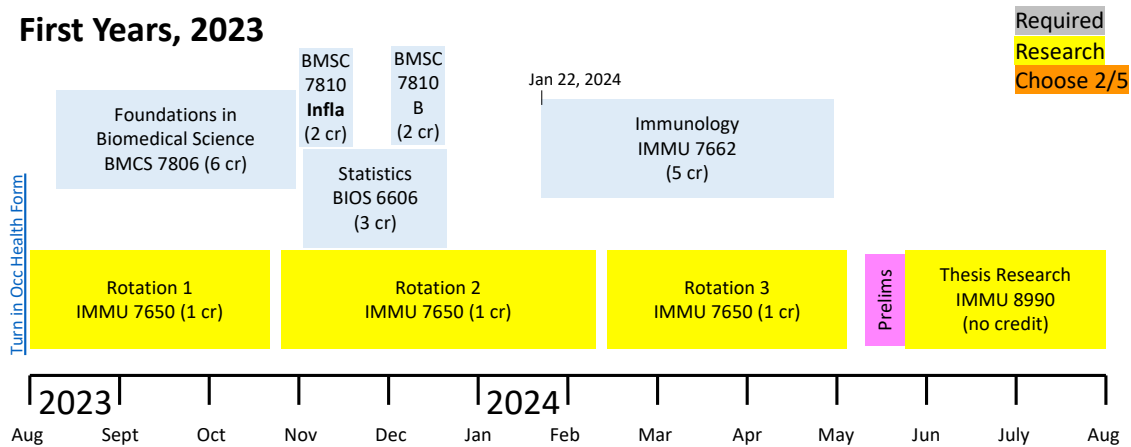 First Years, 2023
Required
Research
Choose 2/5
BMSC
7810
Infla
(2 cr)
BMSC
7810
B
(2 cr)
Jan 22, 2024
Foundations in
Biomedical Science
BMCS 7806 (6 cr)
Immunology
IMMU 7662
(5 cr)
Statistics
BIOS 6606
(3 cr)
Turn in Occ Health Form
Rotation 1
IMMU 7650 (1 cr)
Rotation 2
IMMU 7650 (1 cr)
Rotation 3
IMMU 7650 (1 cr)
Prelims
Thesis Research
IMMU 8990
(no credit)
2023
2024
Aug
Sept
Oct
Nov
Dec
Jan
Feb
Mar
Apr
May
Jun
July
Aug